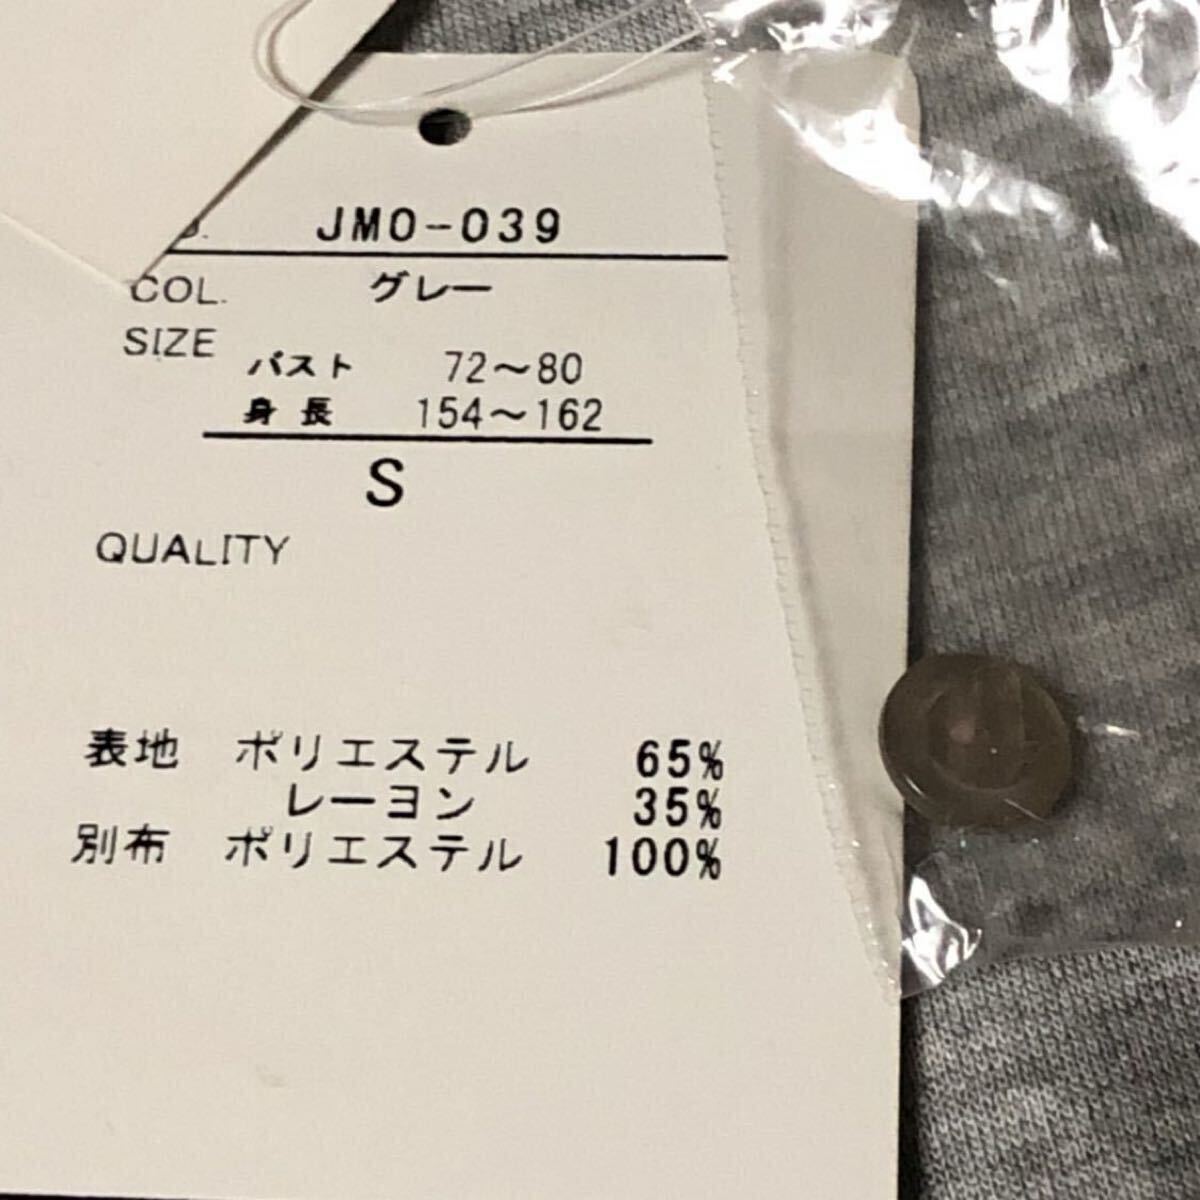 JMO-039
COL. グレー
SIZE
バスト 72～80
身長 154～162
S
QUALITY
表地 ポリエステル 65%
レーヨン 35%
別布 ポリエステル 100%